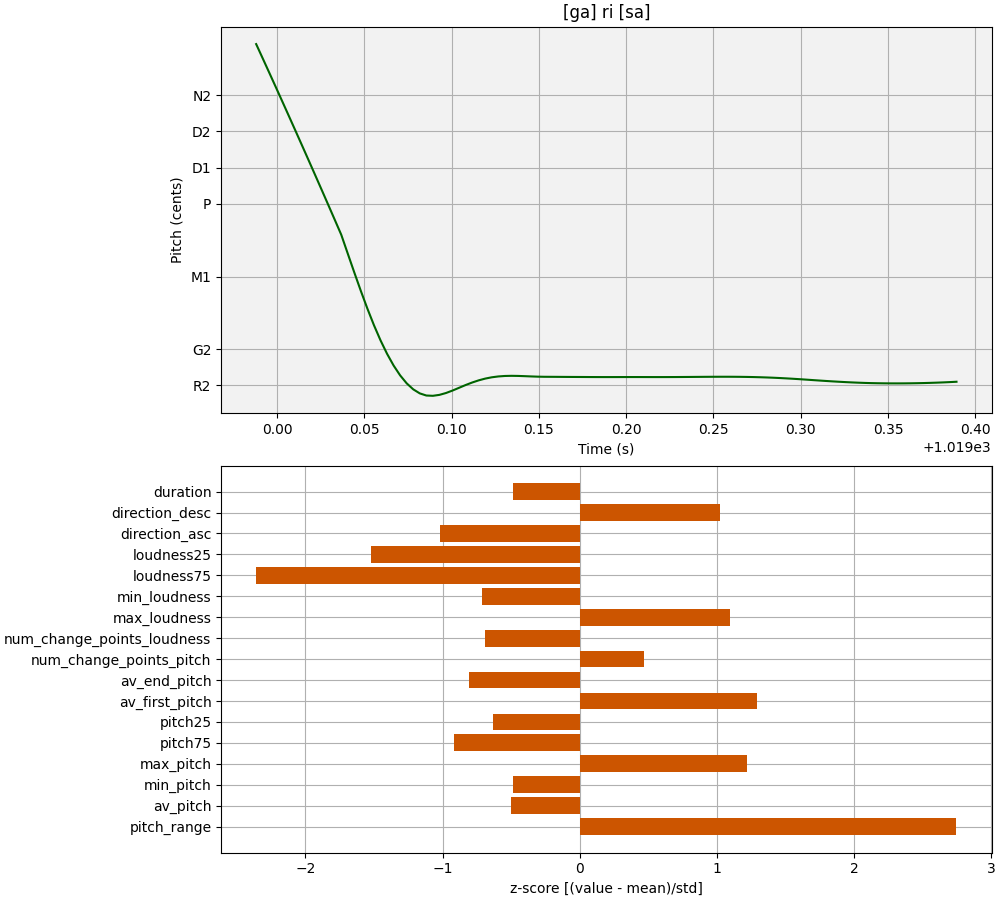 [ga] ri [sa]
N2
D2
D1
P
M1
G2
R2
Pitch (cents)
0.00 0.05 0.10 0.15 0.20 0.25 0.30 0.35 0.40
Time (s)
+1.019e3
duration
direction_desc
direction_asc
loudness25
loudness75
min_loudness
max_loudness
num_change_points_loudness
num_change_points_pitch
av_end_pitch
av_first_pitch
pitch25
pitch75
max_pitch
min_pitch
av_pitch
pitch_range
−2 −1 0 1 2 3
z-score [(value - mean)/std]